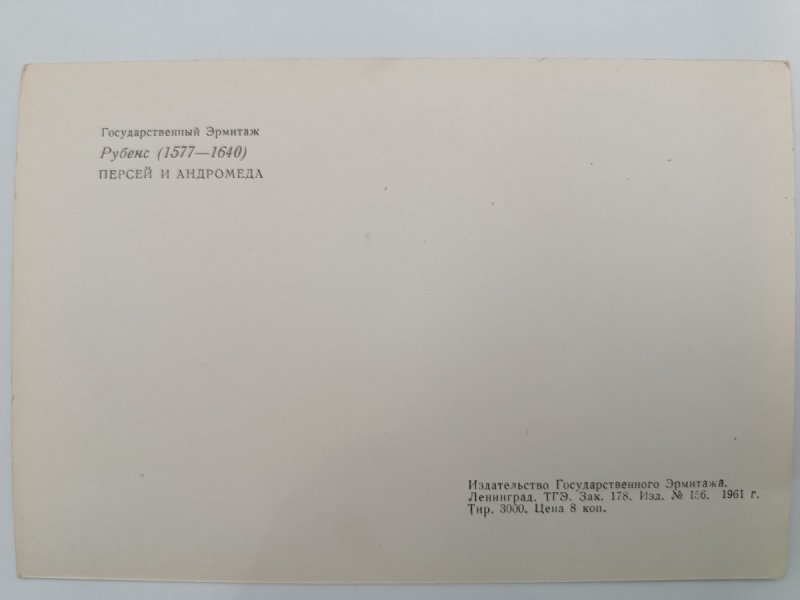 Государственный Эрмитаж
Рубенс (1577—1640)
ПЕРСЕЙ И АНДРОМЕДА
Издательство Государственного Эрмитажа.
Ленинград. ТГЭ. Зак. 178. Изд. № 156. 1961 г.
Тир. 3000. Цена 8 коп.